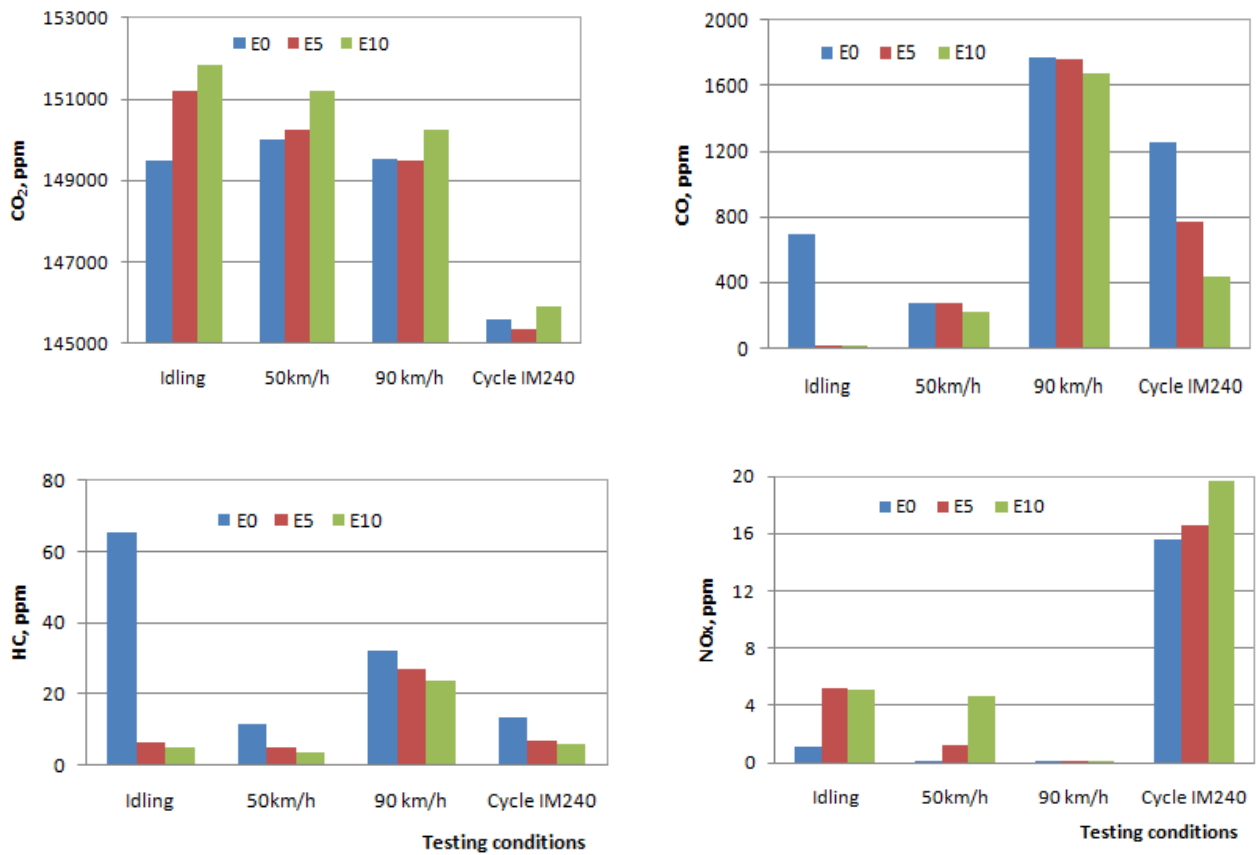 153000
151000
149000
147000
145000
CO₂, ppm
E0 E5 E10
Idling 50km/h 90 km/h Cycle IM240
2000
1600
1200
800
400
0
CO, ppm
E0 E5 E10
Idling 50km/h 90 km/h Cycle IM240
80
60
40
20
0
HC, ppm
E0 E5 E10
Idling 50km/h 90 km/h Cycle IM240
Testing conditions
20
16
12
8
4
0
NOx, ppm
E0 E5 E10
Idling 50km/h 90 km/h Cycle IM240
Testing conditions